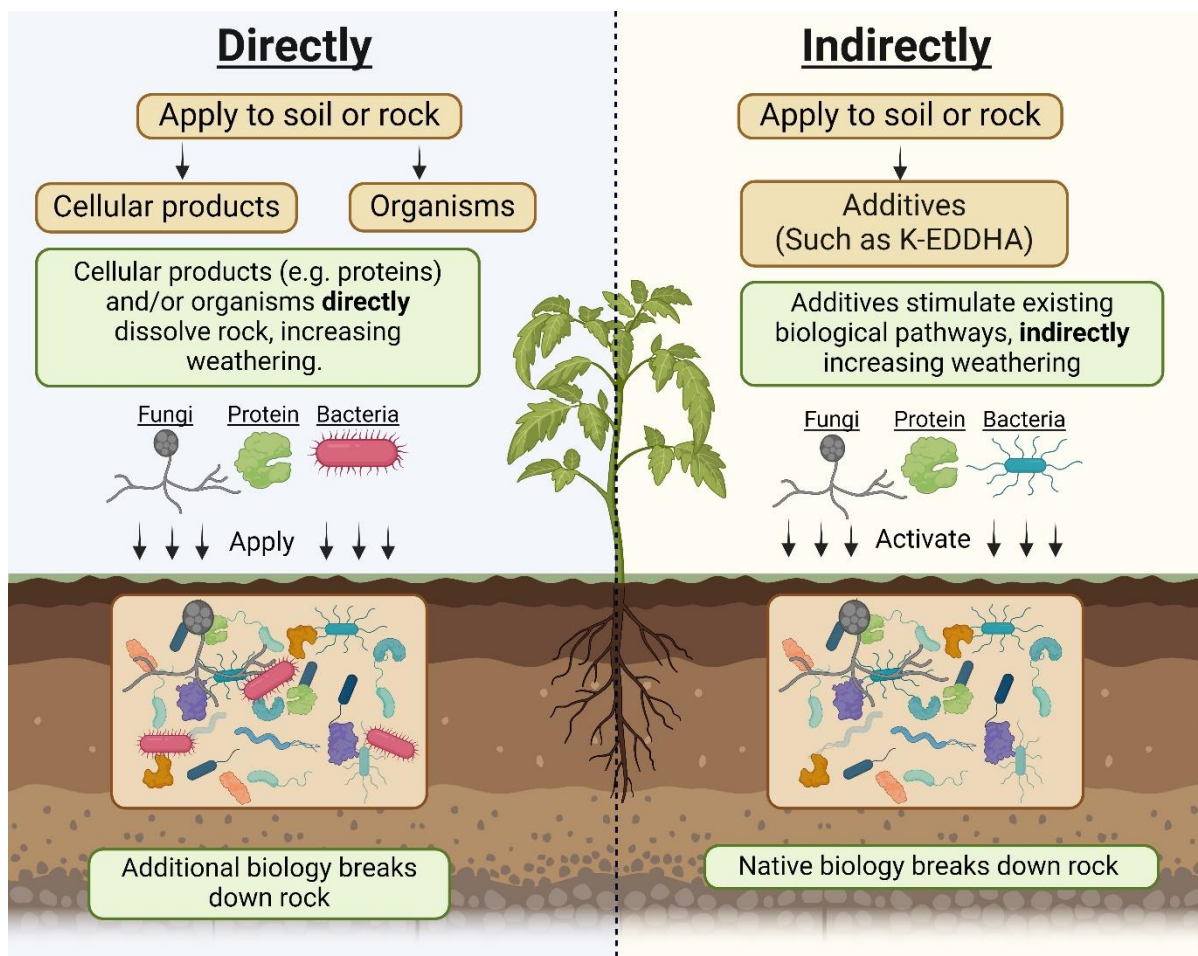 Directly
Apply to soil or rock
Cellular products
Organisms
Cellular products (e.g. proteins)
and/or organisms directly
dissolve rock, increasing
weathering.
Fungi
Protein
Bacteria
Apply
Additional biology breaks
down rock
Indirectly
Apply to soil or rock
Additives
(Such as K-EDDHA)
Additives stimulate existing
biological pathways, indirectly
increasing weathering
Fungi
Protein
Bacteria
Activate
Native biology breaks down rock